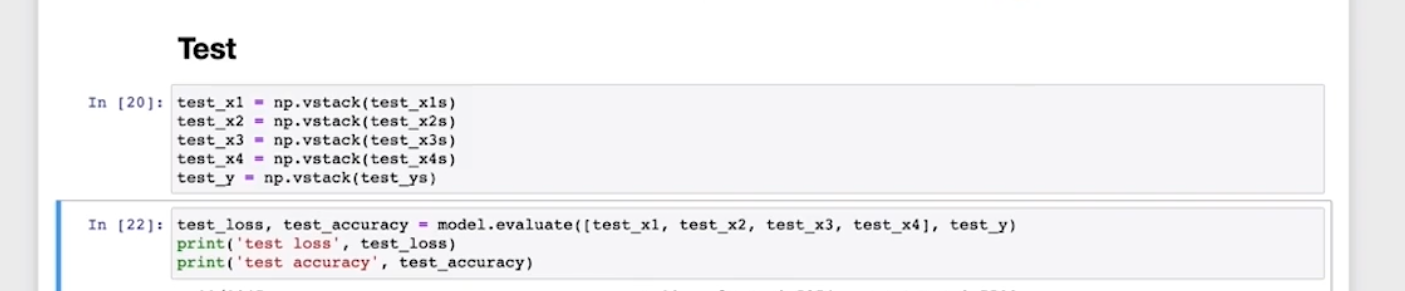 Test
In [20]: test_x1 = np.vstack(test_x1s)
test_x2 = np.vstack(test_x2s)
test_x3 = np.vstack(test_x3s)
test_x4 = np.vstack(test_x4s)
test_y = np.vstack(test_ys)
In [22]: test_loss, test_accuracy = model.evaluate([test_x1, test_x2, test_x3, test_x4], test_y)
print('test loss', test_loss)
print('test accuracy', test_accuracy)